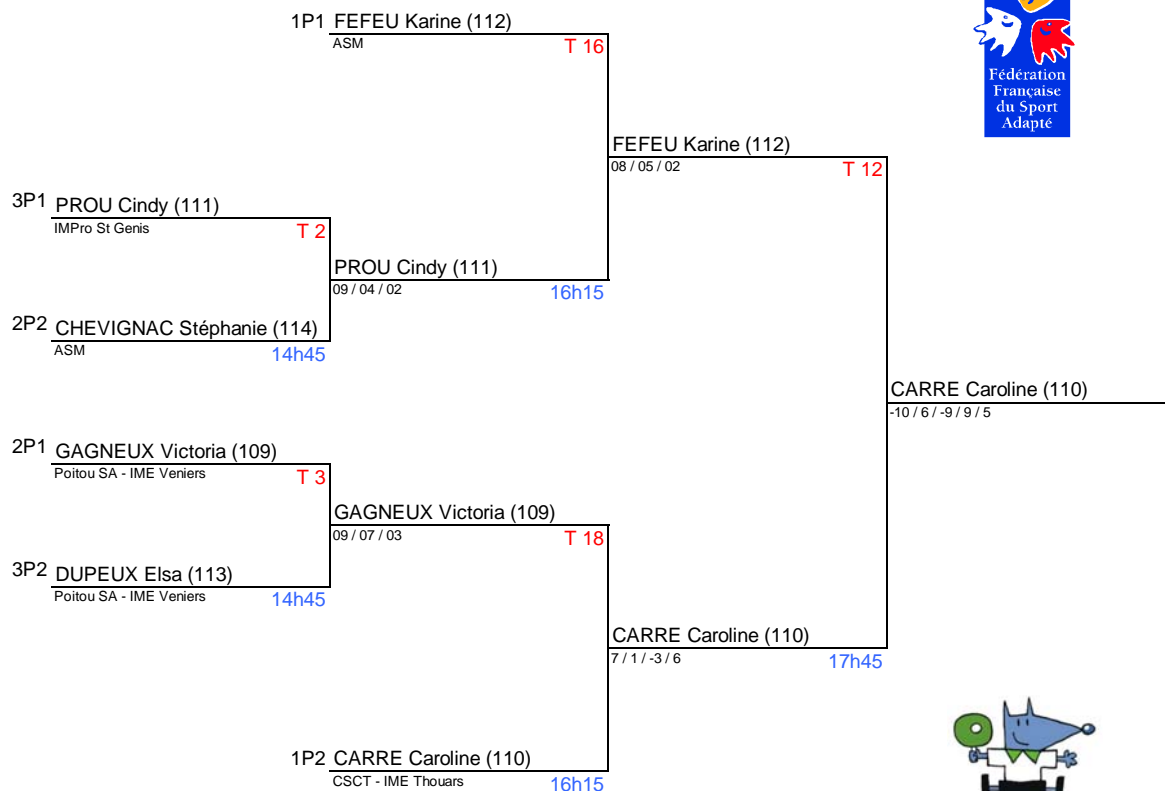 1P1 FEFEU Karine (112)
ASM
T 16
Fédération
Française
du Sport
Adapté
FEFEU Karine (112)
08 / 05 / 02
T 12
3P1 PROU Cindy (111)
IMPro St Genis
T 2
PROU Cindy (111)
09 / 04 / 02
16h15
2P2 CHEVIGNAC Stéphanie (114)
ASM
14h45
CARRE Caroline (110)
-10 / 6 / -9 / 9 / 5
2P1 GAGNEUX Victoria (109)
Poitou SA - IME Veniers
T 3
GAGNEUX Victoria (109)
09 / 07 / 03
T 18
3P2 DUPEUX Elsa (113)
Poitou SA - IME Veniers
14h45
CARRE Caroline (110)
7 / 1 / -3 / 6
17h45
1P2 CARRE Caroline (110)
CSCT - IME Thouars
16h15